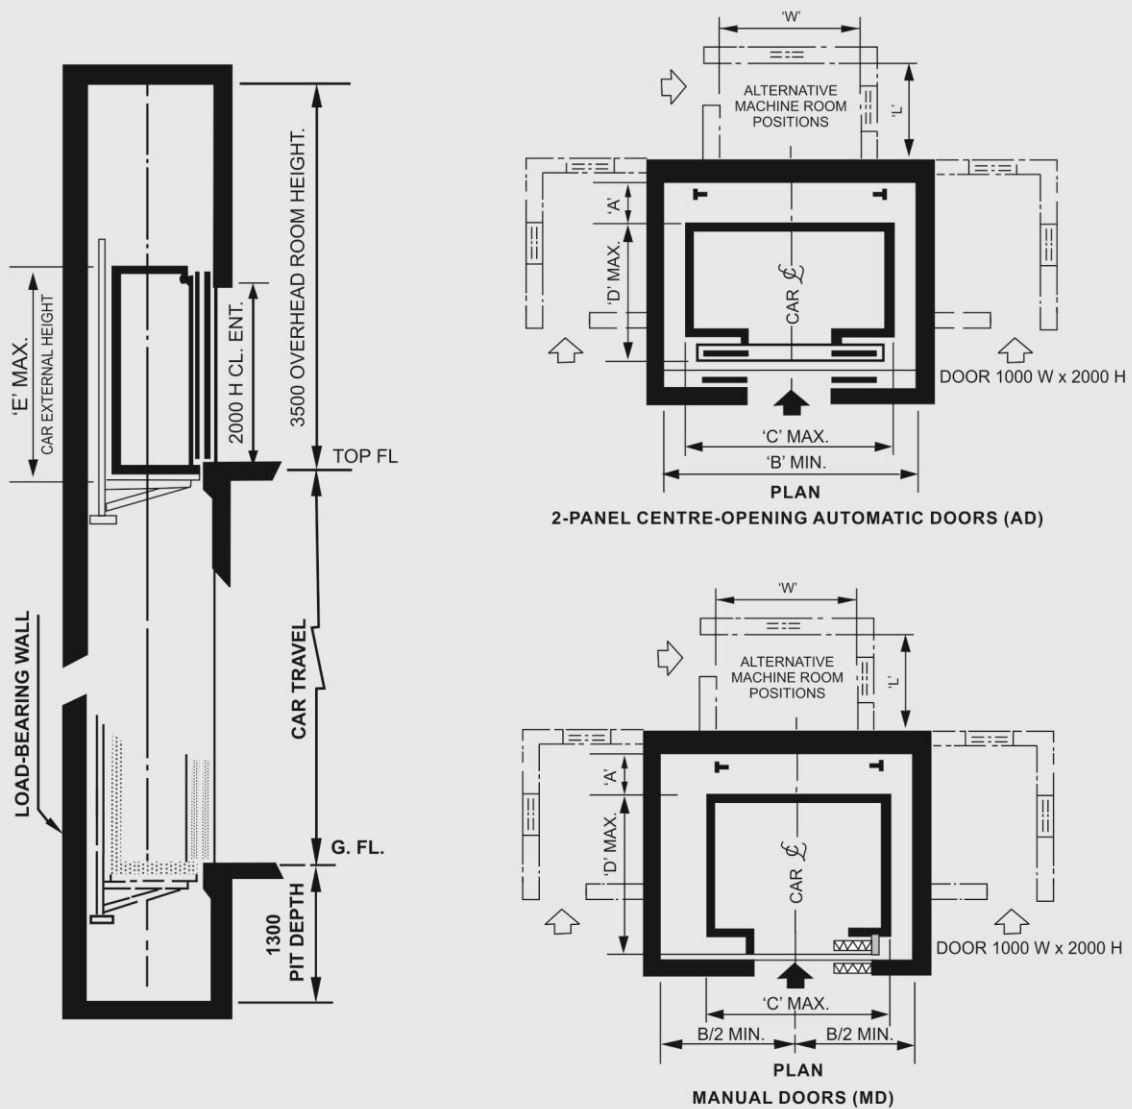 'E' MAX.
CAR EXTERNAL HEIGHT
2000 H CL. ENT.
3500 OVERHEAD ROOM HEIGHT.
TOP FL
LOAD-BEARING WALL
CAR TRAVEL
G. FL.
1300
PIT DEPTH
'W'
ALTERNATIVE
MACHINE ROOM
POSITIONS
'L'
'A'
'D' MAX.
CAR ℄
DOOR 1000 W x 2000 H
'C' MAX.
'B' MIN.
PLAN
2-PANEL CENTRE-OPENING AUTOMATIC DOORS (AD)
'W'
ALTERNATIVE
MACHINE ROOM
POSITIONS
'L'
'A'
'D' MAX.
CAR ℄
DOOR 1000 W x 2000 H
'C' MAX.
B/2 MIN.
B/2 MIN.
PLAN
MANUAL DOORS (MD)